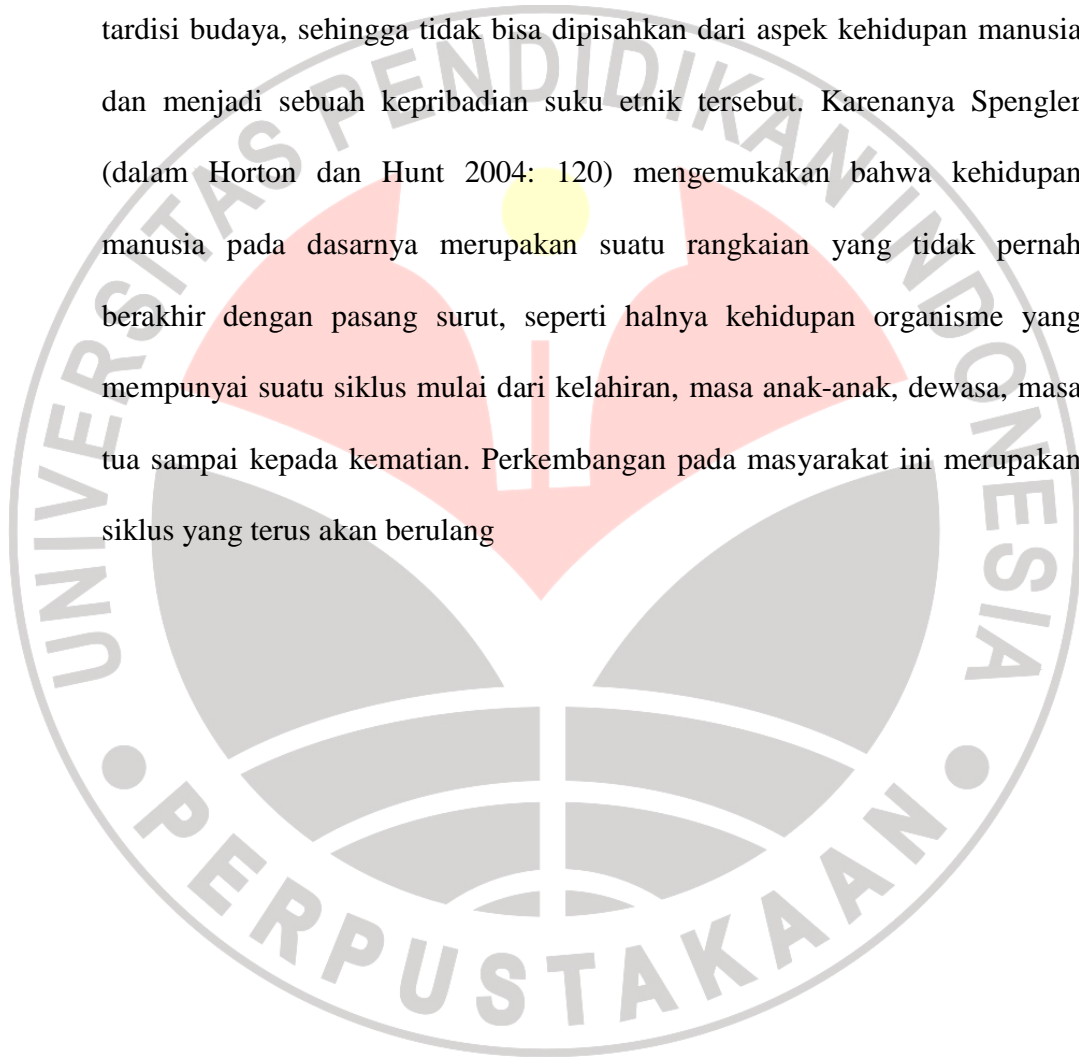 tardisi budaya, sehingga tidak bisa dipisahkan dari aspek kehidupan manusia
dan menjadi sebuah kepribadian suku etnik tersebut. Karenanya Spengler
(dalam Horton dan Hunt 2004: 120) mengemukakan bahwa kehidupan
manusia pada dasarnya merupakan suatu rangkaian yang tidak pernah
berakhir dengan pasang surut, seperti halnya kehidupan organisme yang
mempunyai suatu siklus mulai dari kelahiran, masa anak-anak, dewasa, masa
tua sampai kepada kematian. Perkembangan pada masyarakat ini merupakan
siklus yang terus akan berulang
UNIVERSITAS PENDIDIKAN INDONESIA
PERPUSTAKAAN